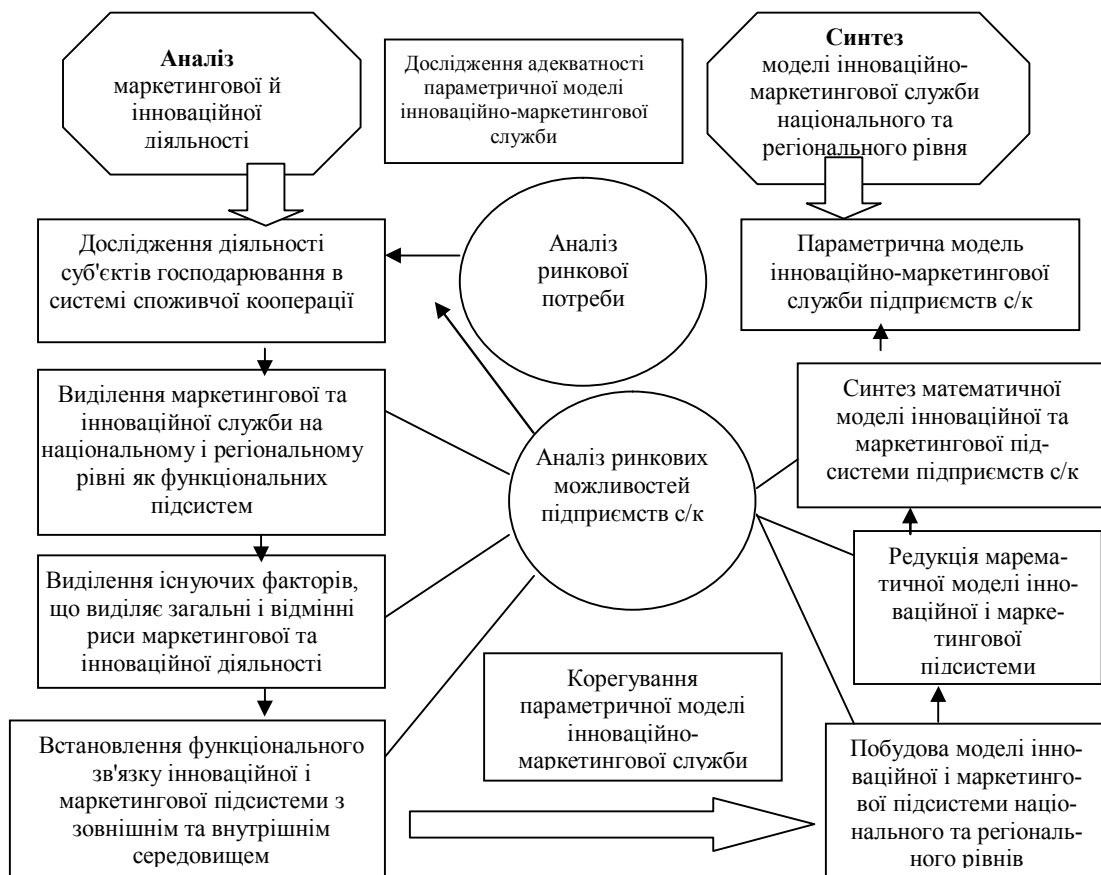 Аналіз
маркетингової й
інноваційної
діяльності
Дослідження адекватності
параметричної моделі
інноваційно-маркетингової
служби
Синтез
моделі інноваційно-
маркетингової служби
національного та
регіонального рівня
Дослідження діяльності
суб'єктів господарювання в
системі споживчої кооперації
Аналіз
ринкової
потреби
Параметрична модель
інноваційно-маркетингової
служби підприємств с/к
Виділення маркетингової та
інноваційної служби на
національному і регіональному
рівні як функціональних
підсистем
Аналіз ринкових
можливостей
підприємств с/к
Синтез математичної
моделі інноваційної та
маркетингової під-
системи підприємств с/к
Виділення існуючих факторів,
що виділяє загальні і відмінні
риси маркетингової та
інноваційної діяльності
Редукція марема-
тичної моделі інно-
ваційної і марке-
тингової
підсистеми
Корегування
параметричної моделі
інноваційно-
маркетингової служби
Встановлення функціонального
зв'язку інноваційної і
маркетингової підсистеми з
зовнішнім та внутрішнім
середовищем
Побудова моделі інно-
ваційної і маркетинго-
вої підсистеми націо-
нального та регіональ-
ного рівнів